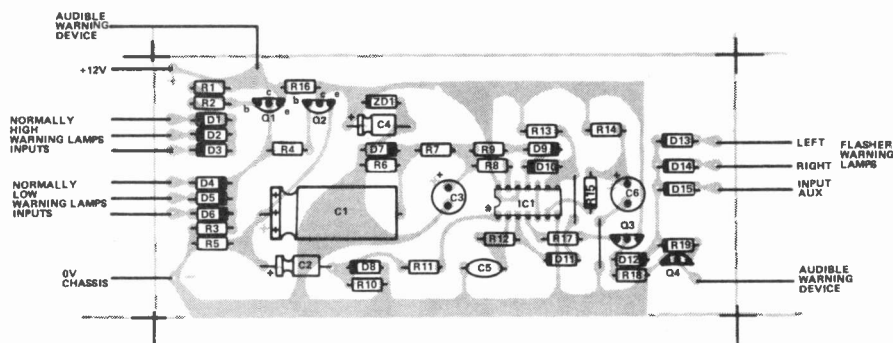 AUDIBLE
WARNING
DEVICE
+12V
+
R1
R2
R16
c
b
e
Q1
c
b
e
Q2
ZD1
+
C4
NORMALLY
HIGH
WARNING LAMPS
INPUTS
D1
D2
D3
R4
D7
R6
R7
R9
R8
R13
D9
D10
R14
D13
D14
D15
LEFT
RIGHT
INPUT
AUX
FLASHER
WARNING
LAMPS
NORMALLY
LOW
WARNING LAMPS
INPUTS
D4
D5
D6
R3
R5
+
+
+
C1
+
C3
IC1
R15
+
C6
R12
R17
Q3
D11
D12
R18
R19
Q4
0V
CHASSIS
+
C2
D8
R10
R11
C5
AUDIBLE
WARNING
DEVICE